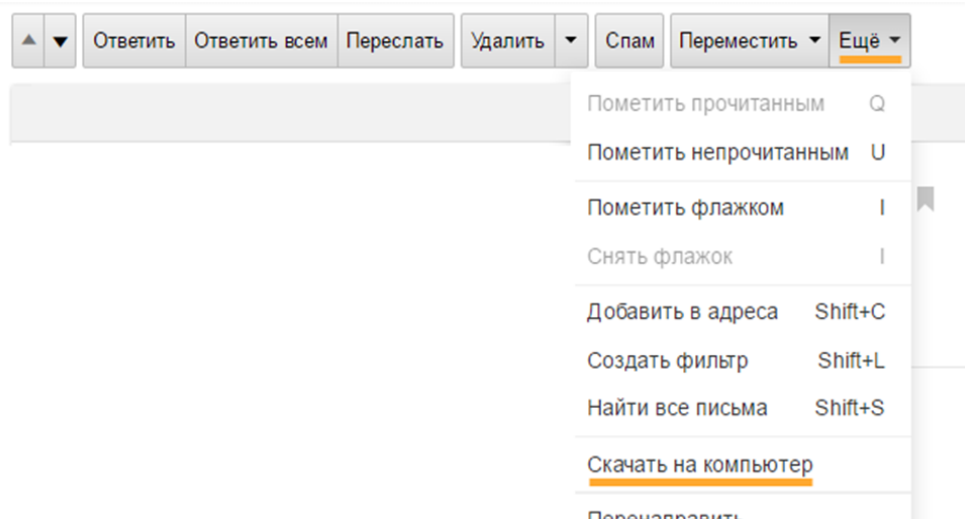 Ответить Ответить всем Переслать Удалить Спам Переместить Ещё
Пометить прочитанным Q
Пометить непрочитанным U
Пометить флажком I
Снять флажок I
Добавить в адреса Shift+C
Создать фильтр Shift+L
Найти все письма Shift+S
Скачать на компьютер
Перенаправить